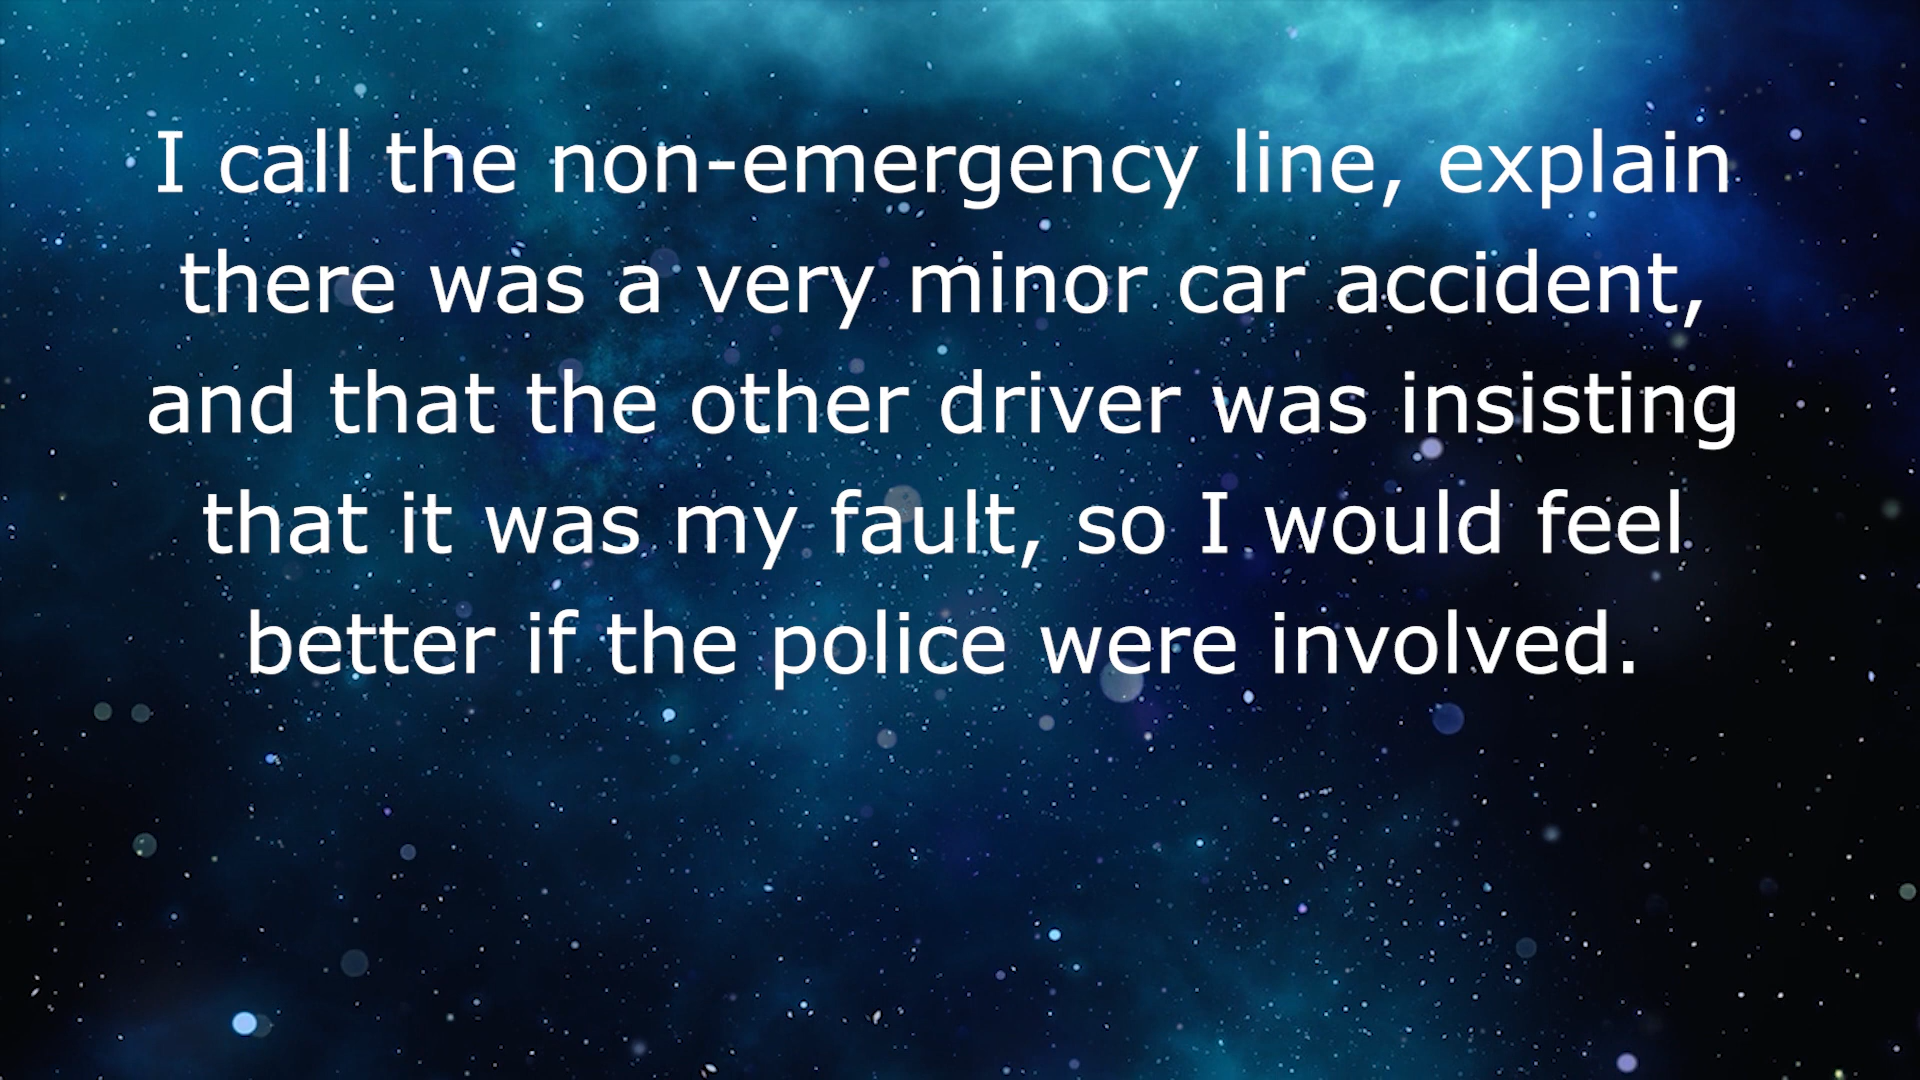 I call the non-emergency line, explain
there was a very minor car accident,
and that the other driver was insisting
that it was my fault, so I would feel
better if the police were involved.